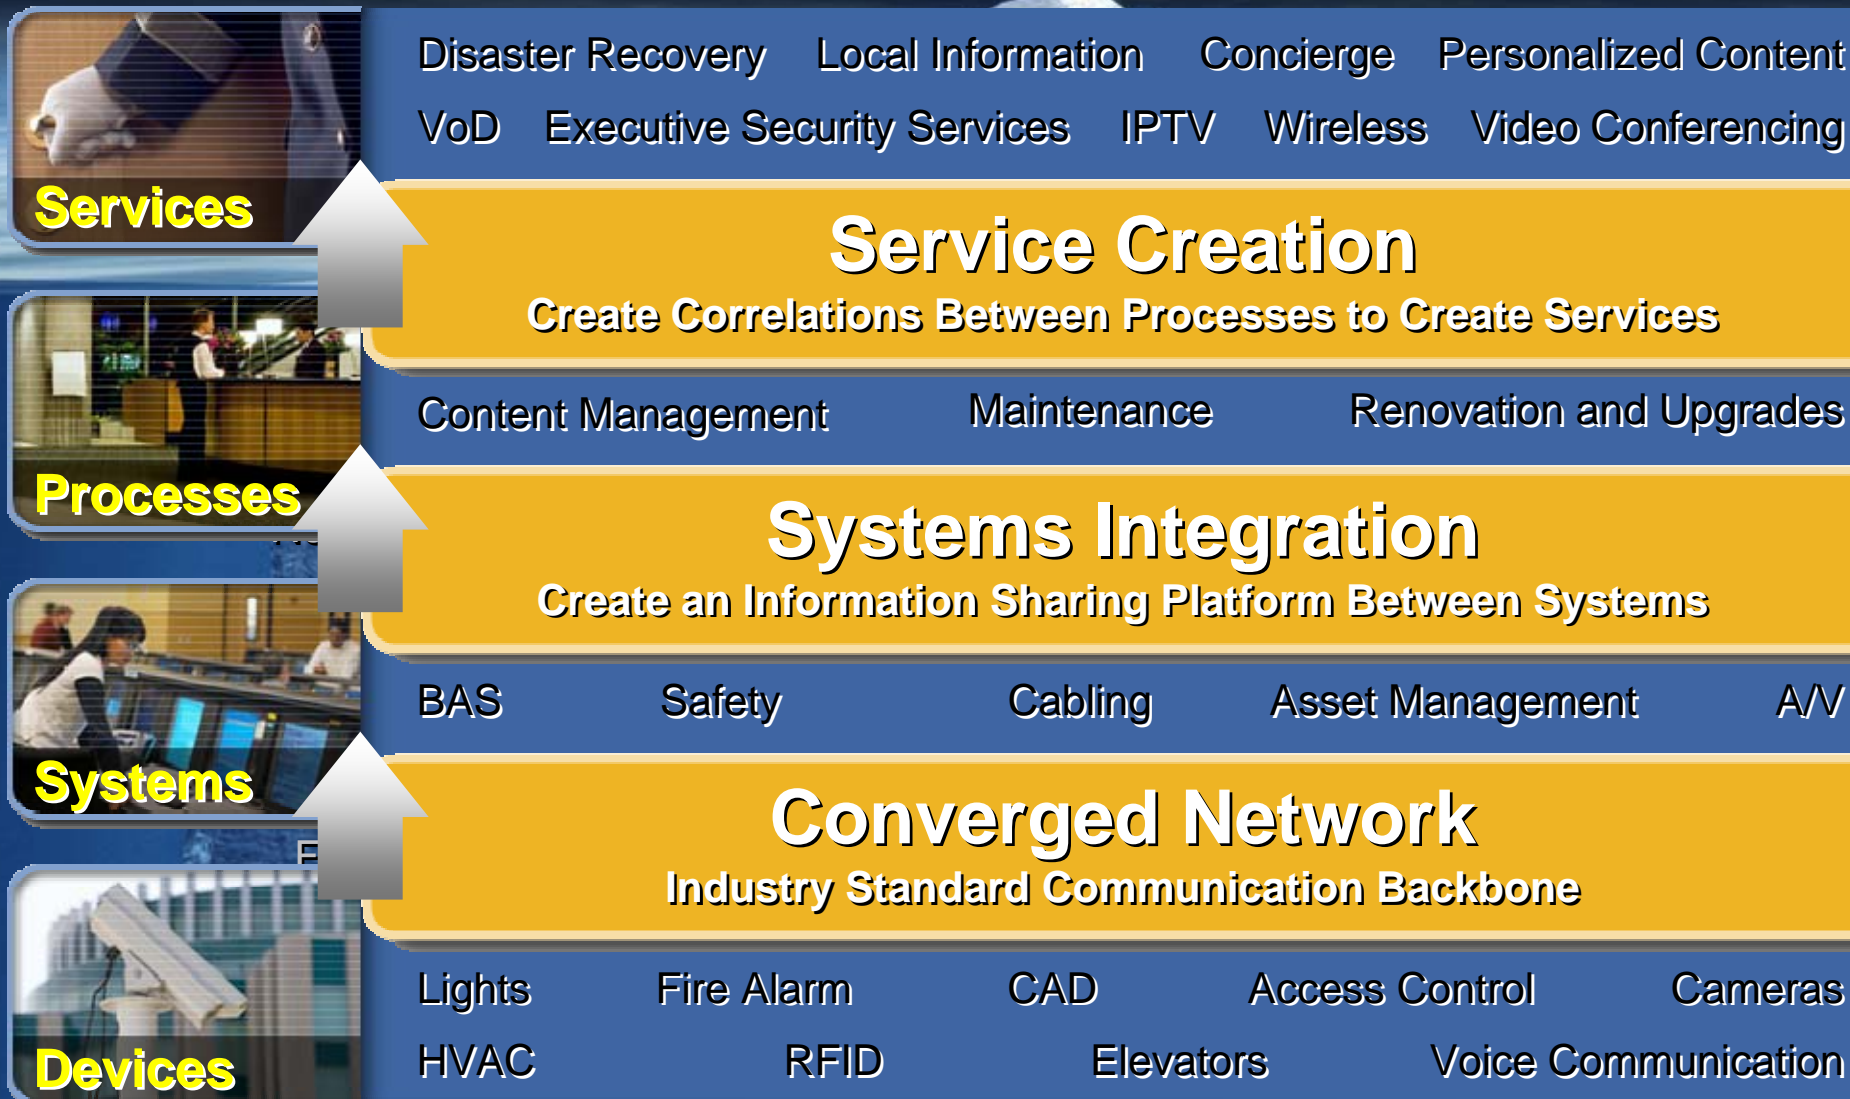 Disaster Recovery Local Information Concierge Personalized Content
VoD Executive Security Services IPTV Wireless Video Conferencing
Services
Service Creation
Create Correlations Between Processes to Create Services
Content Management Maintenance Renovation and Upgrades
Processes
Systems Integration
Create an Information Sharing Platform Between Systems
BAS Safety Cabling Asset Management A/V
Systems
Converged Network
Industry Standard Communication Backbone
Lights Fire Alarm CAD Access Control Cameras
HVAC RFID Elevators Voice Communication
Devices